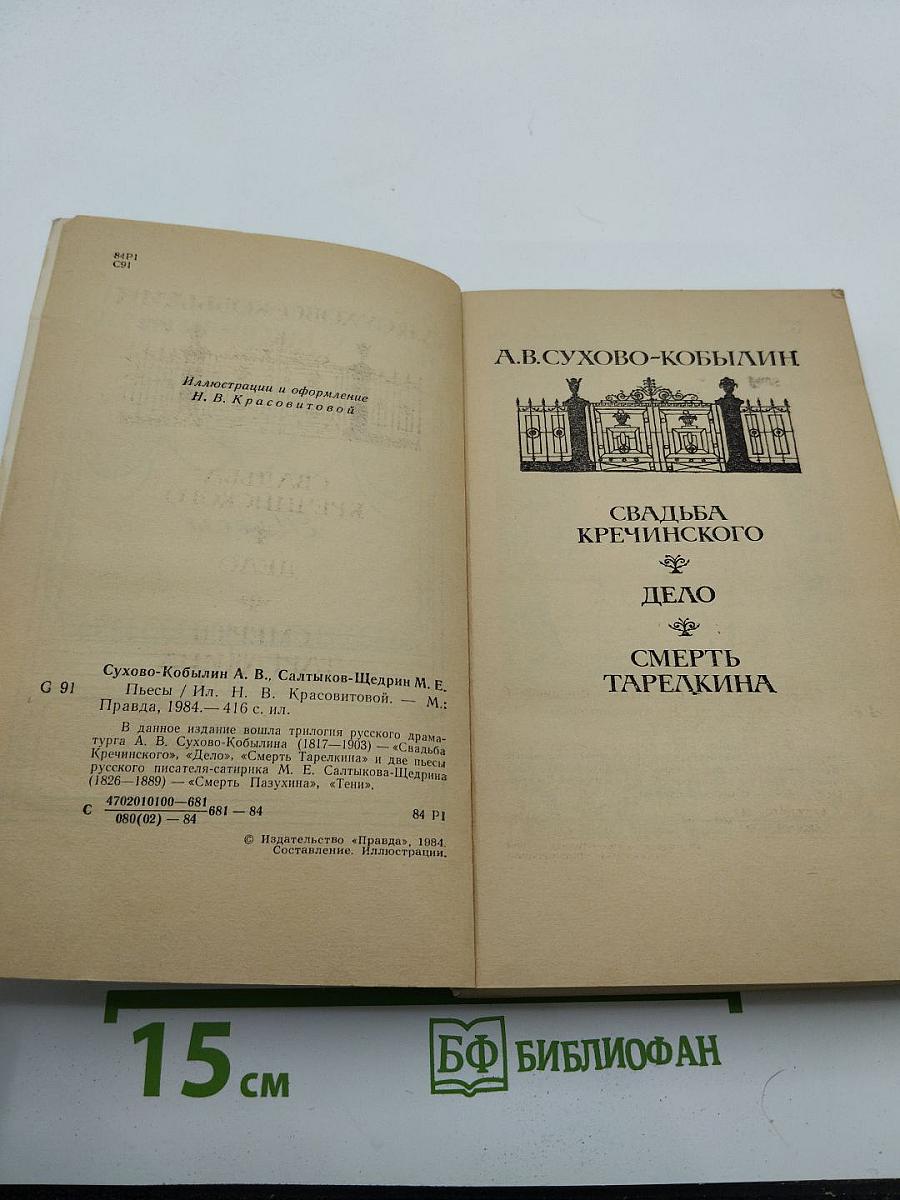 84Р1
С91
Иллюстрации и оформление
Н. В. Красовитовой
Сухово-Кобылин А. В., Салтыков-Щедрин М. Е.
С 91
Пьесы / Ил. Н. В. Красовитовой. — М.:
Правда, 1984.— 416 с. ил.
В данное издание вошла трилогия русского драма-
турга А. В. Сухово-Кобылина (1817—1903) — «Свадьба
Кречинского», «Дело», «Смерть Тарелкина» и две пьесы
русского писателя-сатирика М. Е. Салтыкова-Щедрина
(1826—1889) — «Смерть Пазухина», «Тени».
С 4702010100—681
080(02) — 84
681 — 84
84 Р1
© Издательство «Правда», 1984.
Составление. Иллюстрации.
А.В.СУХОВО-КОБЫЛИН
СВАДЬБА
КРЕЧИНСКОГО
ДЕЛО
СМЕРТЬ
ТАРЕЛКИНА
15 см
БФ БИБЛИОФАН